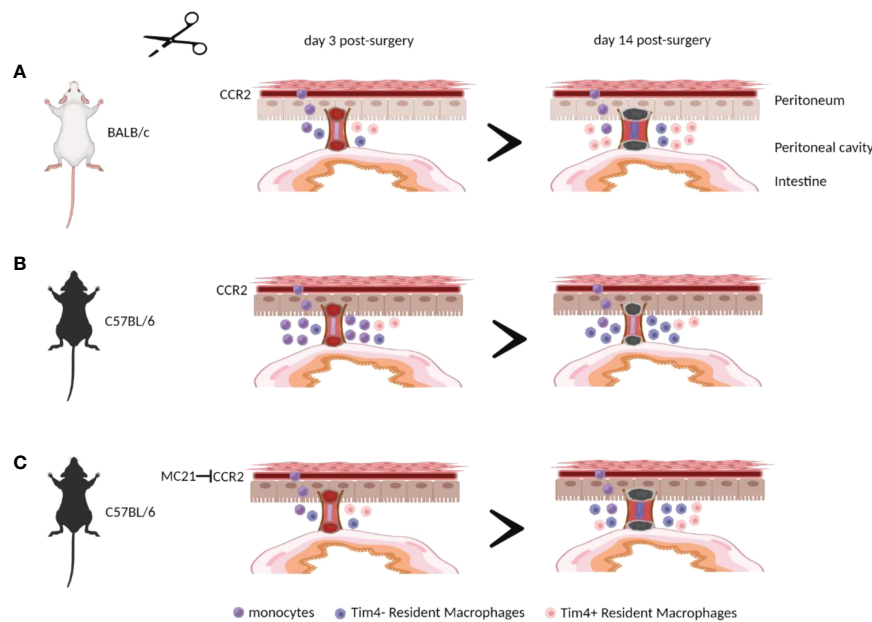 day 3 post-surgery
day 14 post-surgery
A
CCR2
BALB/c
Peritoneum
Peritoneal cavity
Intestine
B
CCR2
C57BL/6
C
MC21 CCR2
C57BL/6
monocytes
Tim4- Resident Macrophages
Tim4+ Resident Macrophages